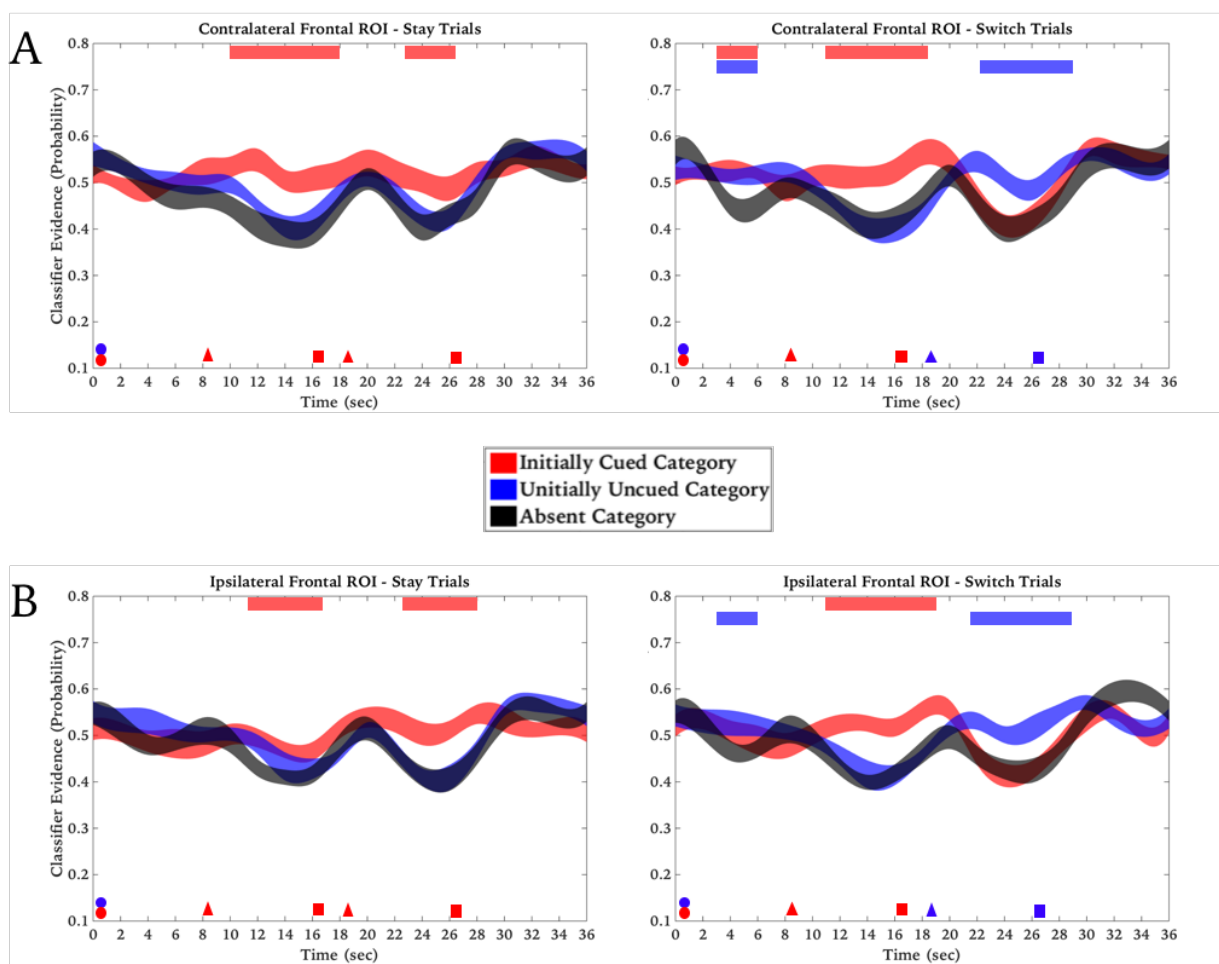 A
Contralateral Frontal ROI - Stay Trials
Contralateral Frontal ROI - Switch Trials
Classifier Evidence (Probability)
0.8
0.7
0.6
0.5
0.4
0.3
0.2
0.1
0 2 4 6 8 10 12 14 16 18 20 22 24 26 28 30 32 34 36
Time (sec)
0.8
0.7
0.6
0.5
0.4
0.3
0.2
0.1
0 2 4 6 8 10 12 14 16 18 20 22 24 26 28 30 32 34 36
Time (sec)
Initially Cued Category
Unitially Uncued Category
Absent Category
B
Ipsilateral Frontal ROI - Stay Trials
Ipsilateral Frontal ROI - Switch Trials
Classifier Evidence (Probability)
0.8
0.7
0.6
0.5
0.4
0.3
0.2
0.1
0 2 4 6 8 10 12 14 16 18 20 22 24 26 28 30 32 34 36
Time (sec)
0.8
0.7
0.6
0.5
0.4
0.3
0.2
0.1
0 2 4 6 8 10 12 14 16 18 20 22 24 26 28 30 32 34 36
Time (sec)